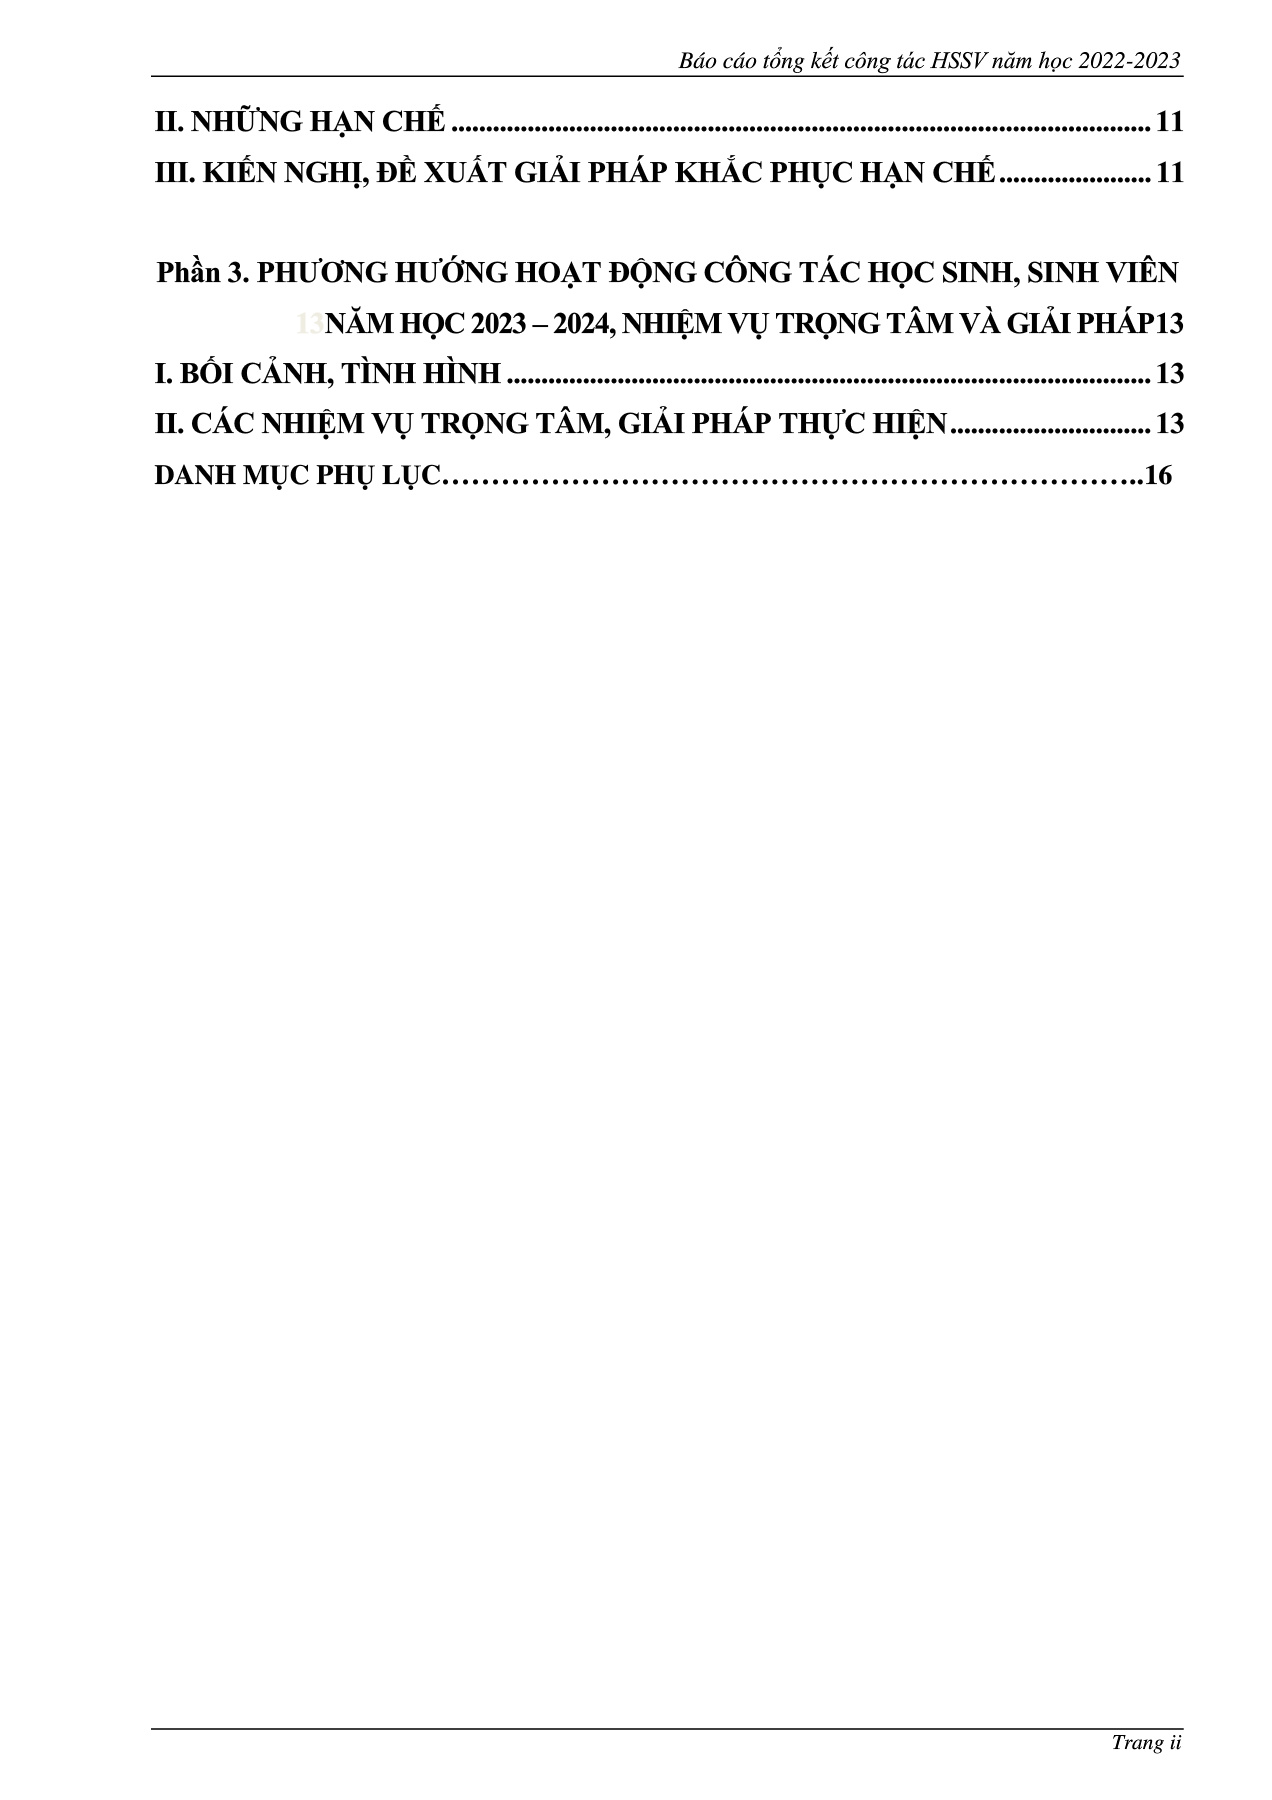 Báo cáo tổng kết công tác HSSV năm học 2022-2023
II. NHỮNG HẠN CHẾ .................................................................................................... 11
III. KIẾN NGHỊ, ĐỀ XUẤT GIẢI PHÁP KHẮC PHỤC HẠN CHẾ...................... 11
Phần 3. PHƯƠNG HƯỚNG HOẠT ĐỘNG CÔNG TÁC HỌC SINH, SINH VIÊN
13NĂM HỌC 2023 – 2024, NHIỆM VỤ TRỌNG TÂM VÀ GIẢI PHÁP13
I. BỐI CẢNH, TÌNH HÌNH ............................................................................................ 13
II. CÁC NHIỆM VỤ TRỌNG TÂM, GIẢI PHÁP THỰC HIỆN............................. 13
DANH MỤC PHỤ LỤC……………………………………………………………..16
Trang ii